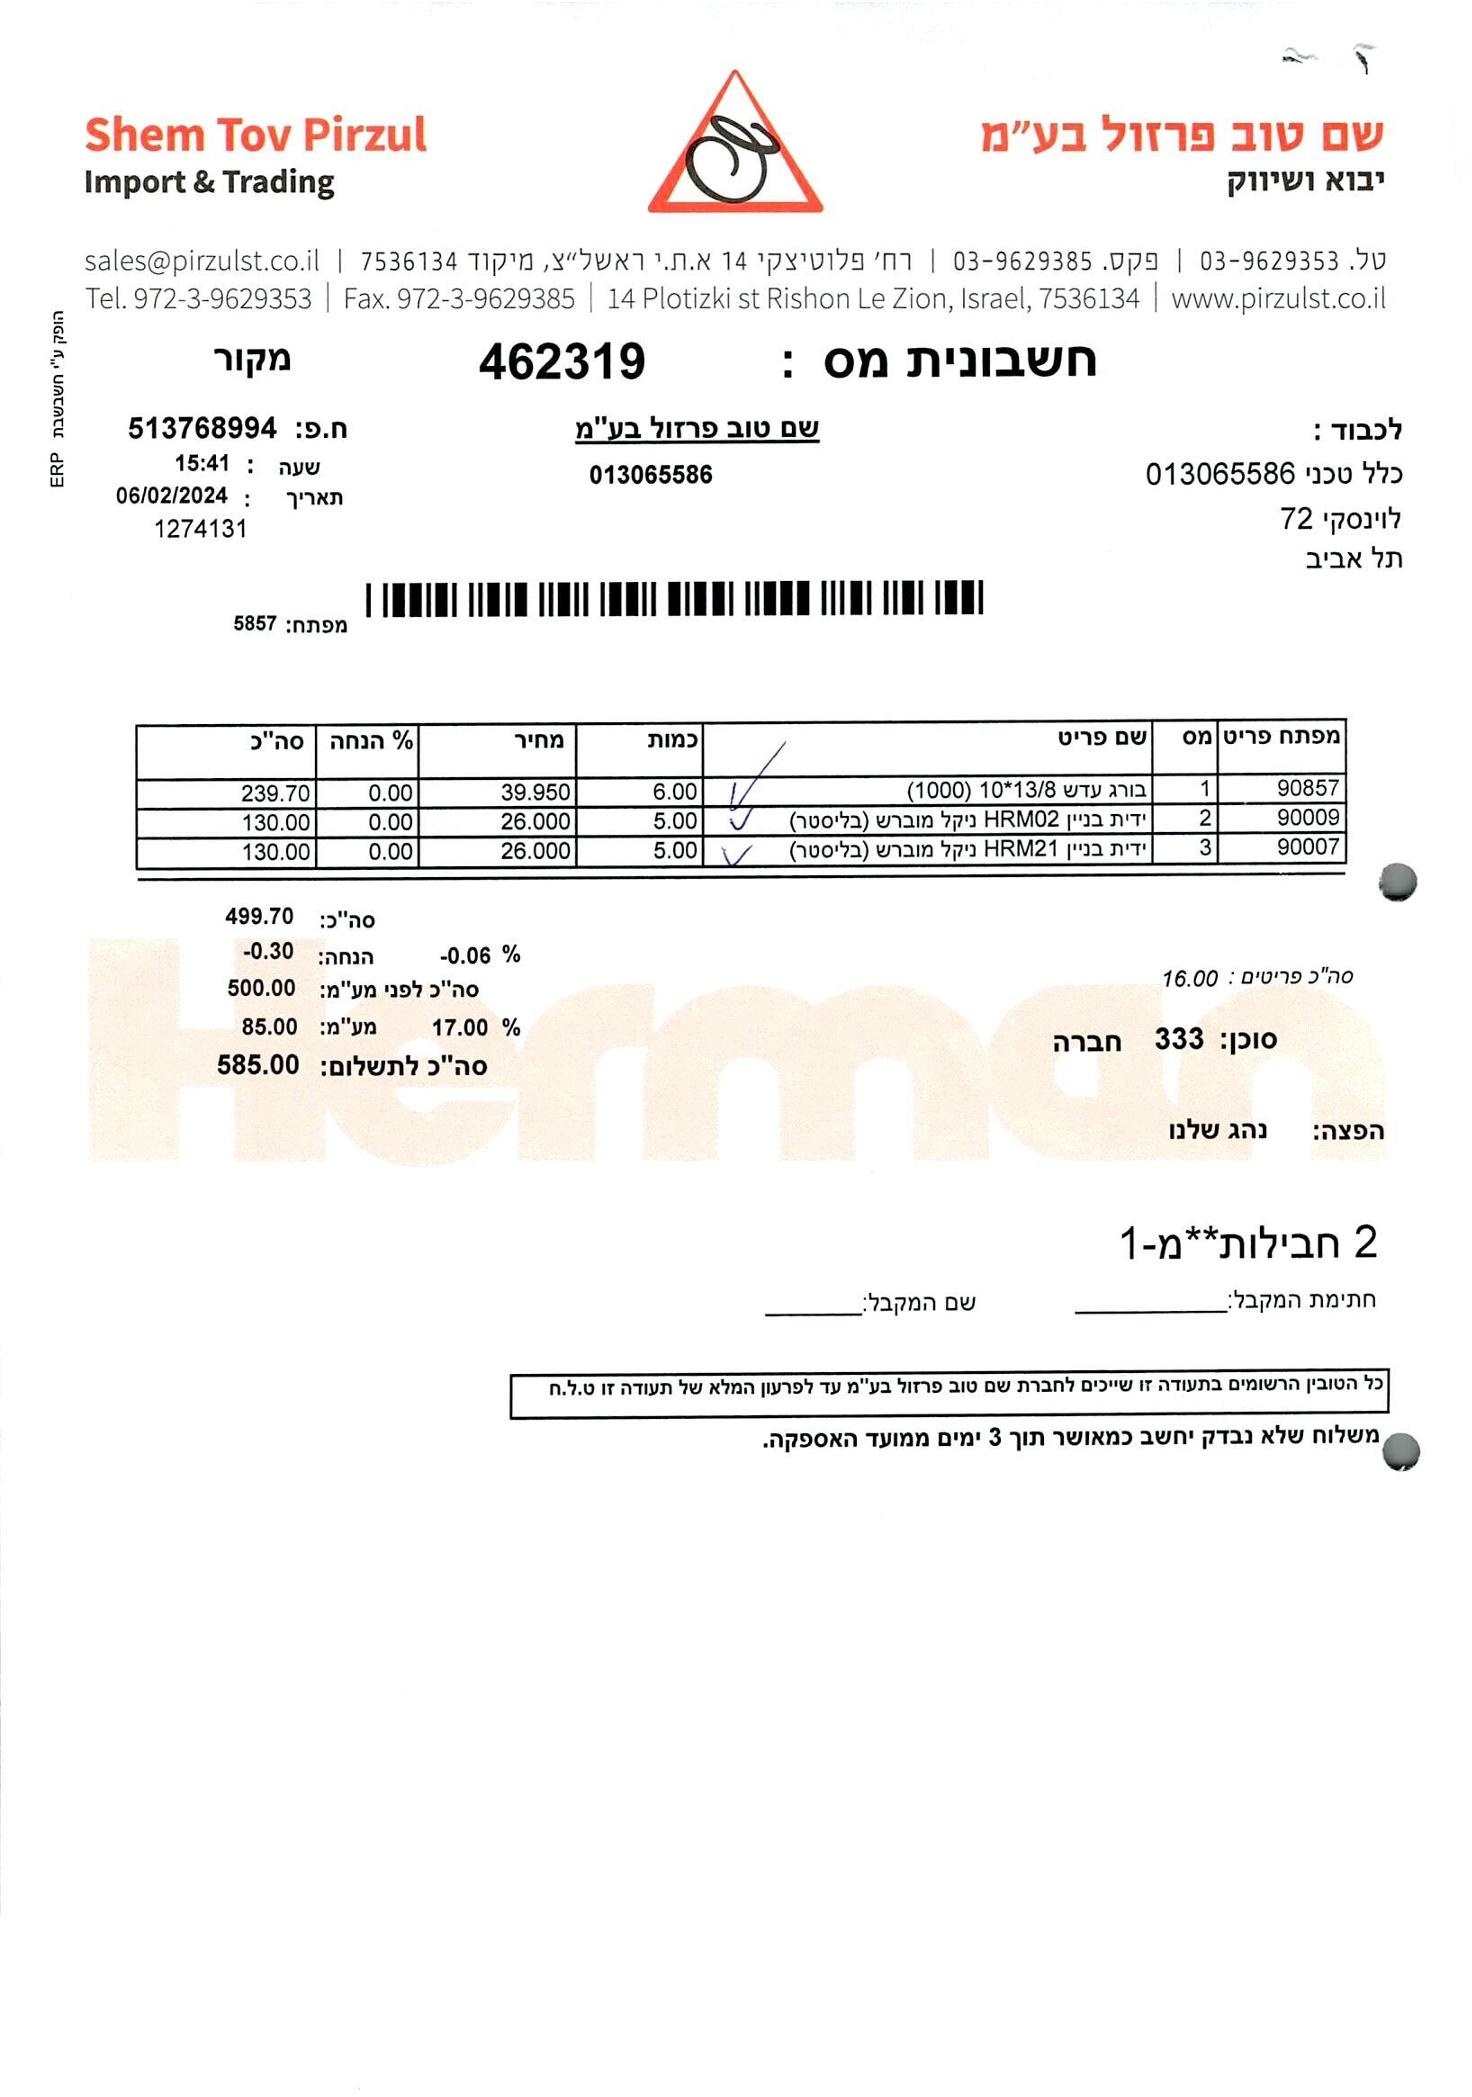 Shem Tov Pirzul
Import & Trading
שם טוב פרזול בע״מ
יבוא ושיווק
טל. 03-9629353 | פקס. 03-9629385 | רח׳ פלוטיצקי 14 א.ת.י ראשל״צ, מיקוד 7536134 | sales@pirzulst.co.il
Tel. 972-3-9629353 | Fax. 972-3-9629385 | 14 Plotizki st Rishon Le Zion, Israel, 7536134 | www.pirzulst.co.il
הופק ע"י חשבשבת ERP
חשבונית מס : 462319 מקור
לכבוד :
כלל טכני 013065586
לוינסקי 72
תל אביב
שם טוב פרזול בע"מ
013065586
ח.פ: 513768994
שעה : 15:41
תאריך : 06/02/2024
1274131
מפתח: 5857
מפתח פריט מס שם פריט כמות מחיר % הנחה סה"כ
90857 1 בורג עדש 13/8*10 (1000) 6.00 39.950 0.00 239.70
90009 2 ידית בניין HRM02 ניקל מוברש (בליסטר) 5.00 26.000 0.00 130.00
90007 3 ידית בניין HRM21 ניקל מוברש (בליסטר) 5.00 26.000 0.00 130.00
סה"כ: 499.70
% -0.06 הנחה: -0.30
סה"כ לפני מע"מ: 500.00
% 17.00 מע"מ: 85.00
סה"כ לתשלום: 585.00
סה"כ פריטים : 16.00
סוכן: 333 חברה
הפצה: נהג שלנו
Herman
2 חבילות**מ-1
חתימת המקבל:____________ שם המקבל:________
כל הטובין הרשומים בתעודה זו שייכים לחברת שם טוב פרזול בע"מ עד לפרעון המלא של תעודה זו ט.ל.ח
משלוח שלא נבדק יחשב כמאושר תוך 3 ימים ממועד האספקה.